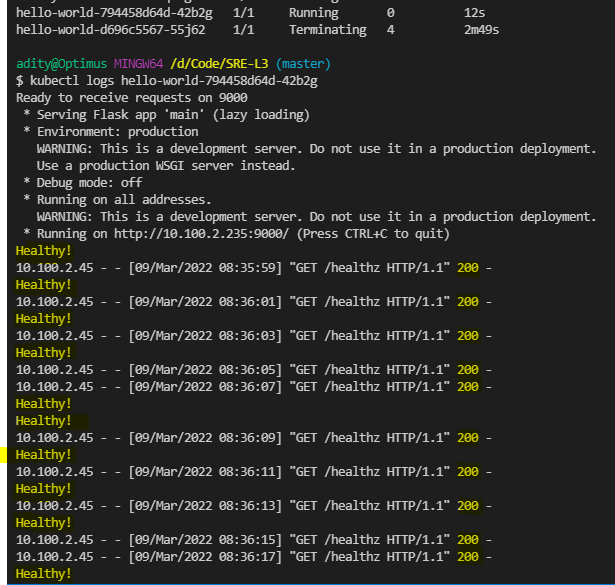 hello-world-794458d64d-42b2g 1/1 Running 0 12s
hello-world-d696c5567-55j62 1/1 Terminating 4 2m49s
adity@Optimus MINGW64 /d/Code/SRE-L3 (master)
$ kubectl logs hello-world-794458d64d-42b2g
Ready to receive requests on 9000
* Serving Flask app 'main' (lazy loading)
* Environment: production
WARNING: This is a development server. Do not use it in a production deployment.
Use a production WSGI server instead.
* Debug mode: off
* Running on all addresses.
WARNING: This is a development server. Do not use it in a production deployment.
* Running on http://10.100.2.235:9000/ (Press CTRL+C to quit)
Healthy!
10.100.2.45 - - [09/Mar/2022 08:35:59] "GET /healthz HTTP/1.1" 200 -
Healthy!
10.100.2.45 - - [09/Mar/2022 08:36:01] "GET /healthz HTTP/1.1" 200 -
Healthy!
10.100.2.45 - - [09/Mar/2022 08:36:03] "GET /healthz HTTP/1.1" 200 -
Healthy!
10.100.2.45 - - [09/Mar/2022 08:36:05] "GET /healthz HTTP/1.1" 200 -
10.100.2.45 - - [09/Mar/2022 08:36:07] "GET /healthz HTTP/1.1" 200 -
Healthy!
Healthy!
10.100.2.45 - - [09/Mar/2022 08:36:09] "GET /healthz HTTP/1.1" 200 -
Healthy!
10.100.2.45 - - [09/Mar/2022 08:36:11] "GET /healthz HTTP/1.1" 200 -
Healthy!
10.100.2.45 - - [09/Mar/2022 08:36:13] "GET /healthz HTTP/1.1" 200 -
Healthy!
10.100.2.45 - - [09/Mar/2022 08:36:15] "GET /healthz HTTP/1.1" 200 -
10.100.2.45 - - [09/Mar/2022 08:36:17] "GET /healthz HTTP/1.1" 200 -
Healthy!